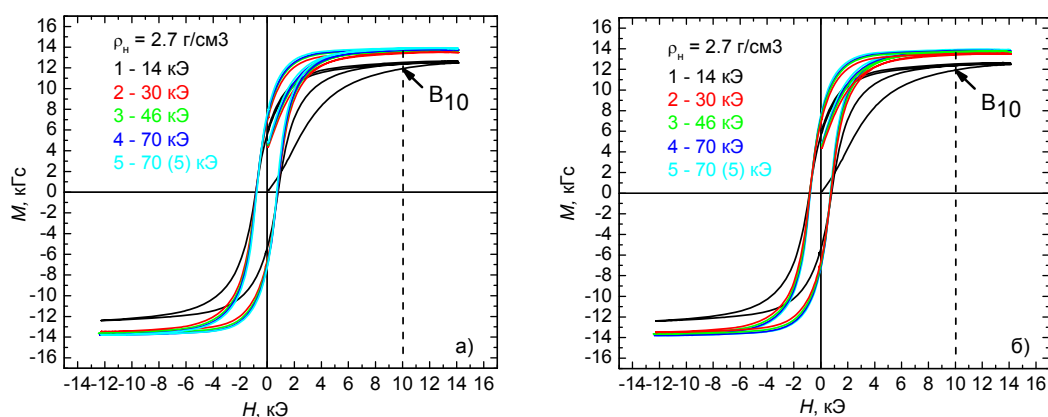 ρн = 2.7 г/см3
1 - 14 кЭ
2 - 30 кЭ
3 - 46 кЭ
4 - 70 кЭ
5 - 70 (5) кЭ
B10
а)
M, кГс
16
14
12
10
8
6
4
2
0
-2
-4
-6
-8
-10
-12
-14
-16
-14 -12 -10 -8 -6 -4 -2 0 2 4 6 8 10 12 14 16
H, кЭ
ρн = 2.7 г/см3
1 - 14 кЭ
2 - 30 кЭ
3 - 46 кЭ
4 - 70 кЭ
5 - 70 (5) кЭ
B10
б)
M, кГс
16
14
12
10
8
6
4
2
0
-2
-4
-6
-8
-10
-12
-14
-16
-14 -12 -10 -8 -6 -4 -2 0 2 4 6 8 10 12 14 16
H, кЭ